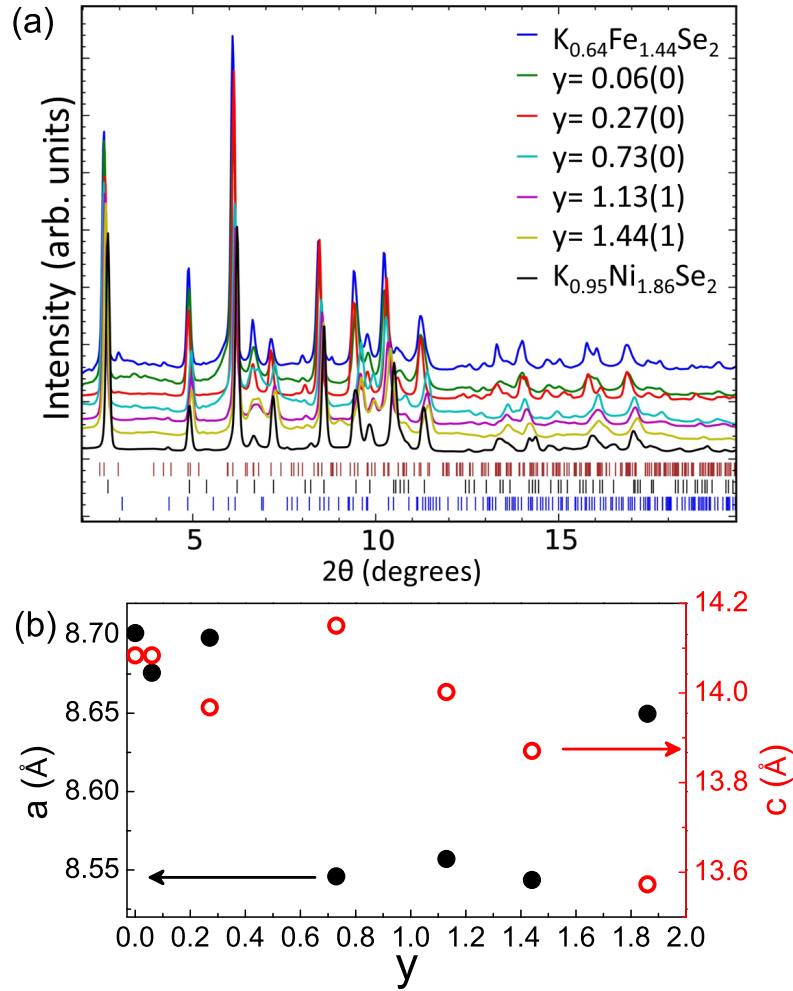 (a)
Intensity (arb. units)
K0.64Fe1.44Se2
y= 0.06(0)
y= 0.27(0)
y= 0.73(0)
y= 1.13(1)
y= 1.44(1)
K0.95Ni1.86Se2
5 10 15
2θ (degrees)
(b)
a (Å)
8.70
8.65
8.60
8.55
14.2
14.0
13.8
13.6
c (Å)
0.0 0.2 0.4 0.6 0.8 1.0 1.2 1.4 1.6 1.8 2.0
y